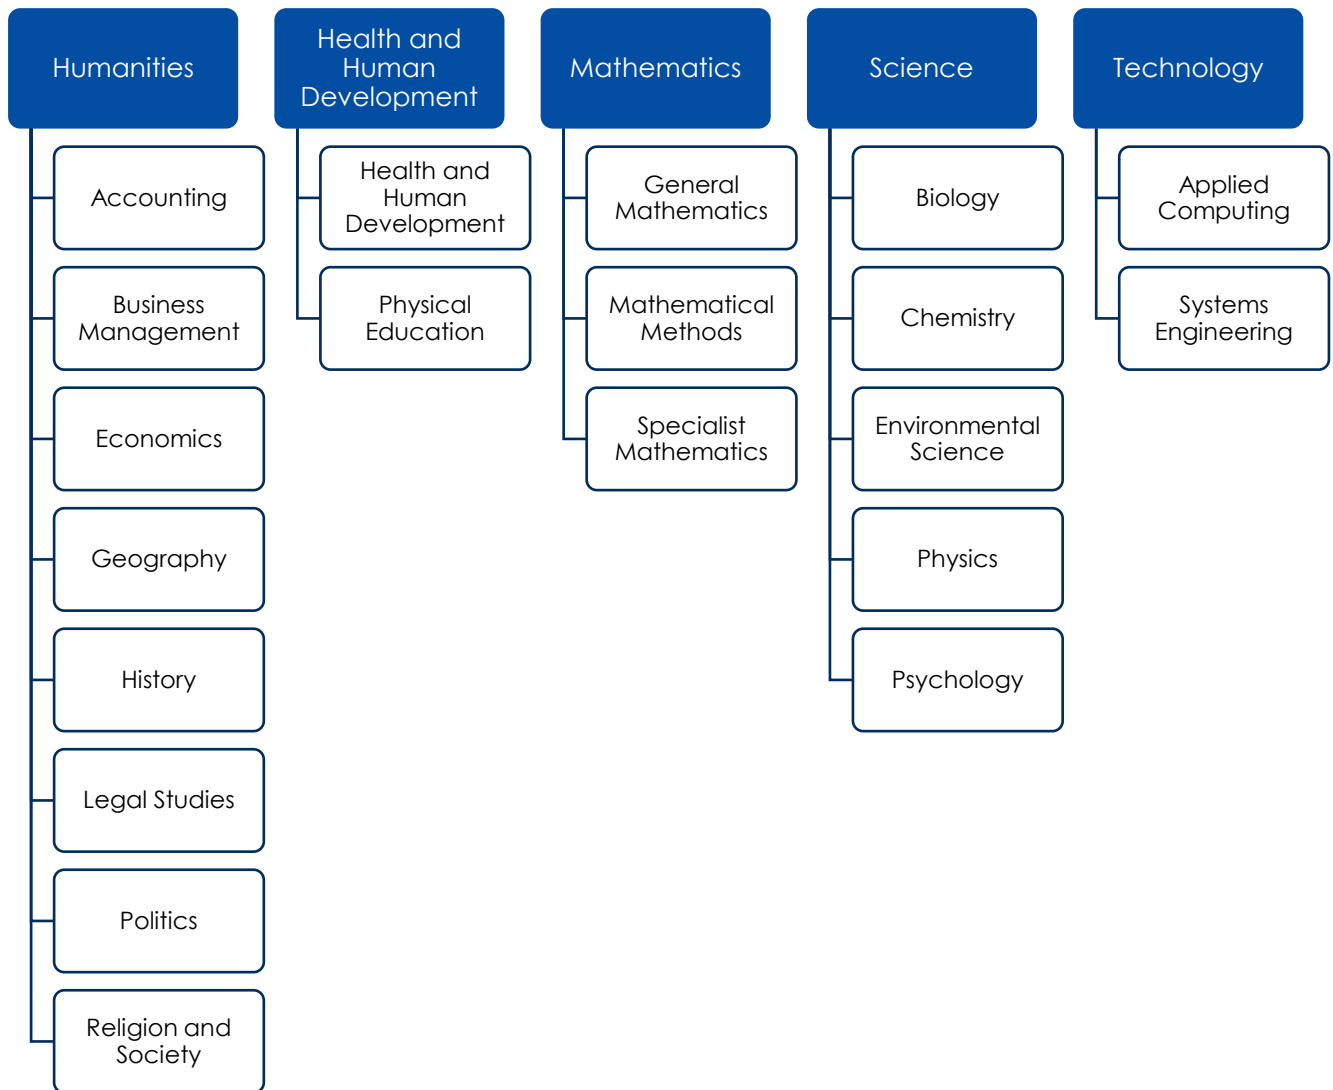 Humanities
Accounting
Business
Management
Economics
Geography
History
Legal Studies
Politics
Religion and
Society
Health and
Human
Development
Health and
Human
Development
Physical
Education
Mathematics
General
Mathematics
Mathematical
Methods
Specialist
Mathematics
Science
Biology
Chemistry
Environmental
Science
Physics
Psychology
Technology
Applied
Computing
Systems
Engineering